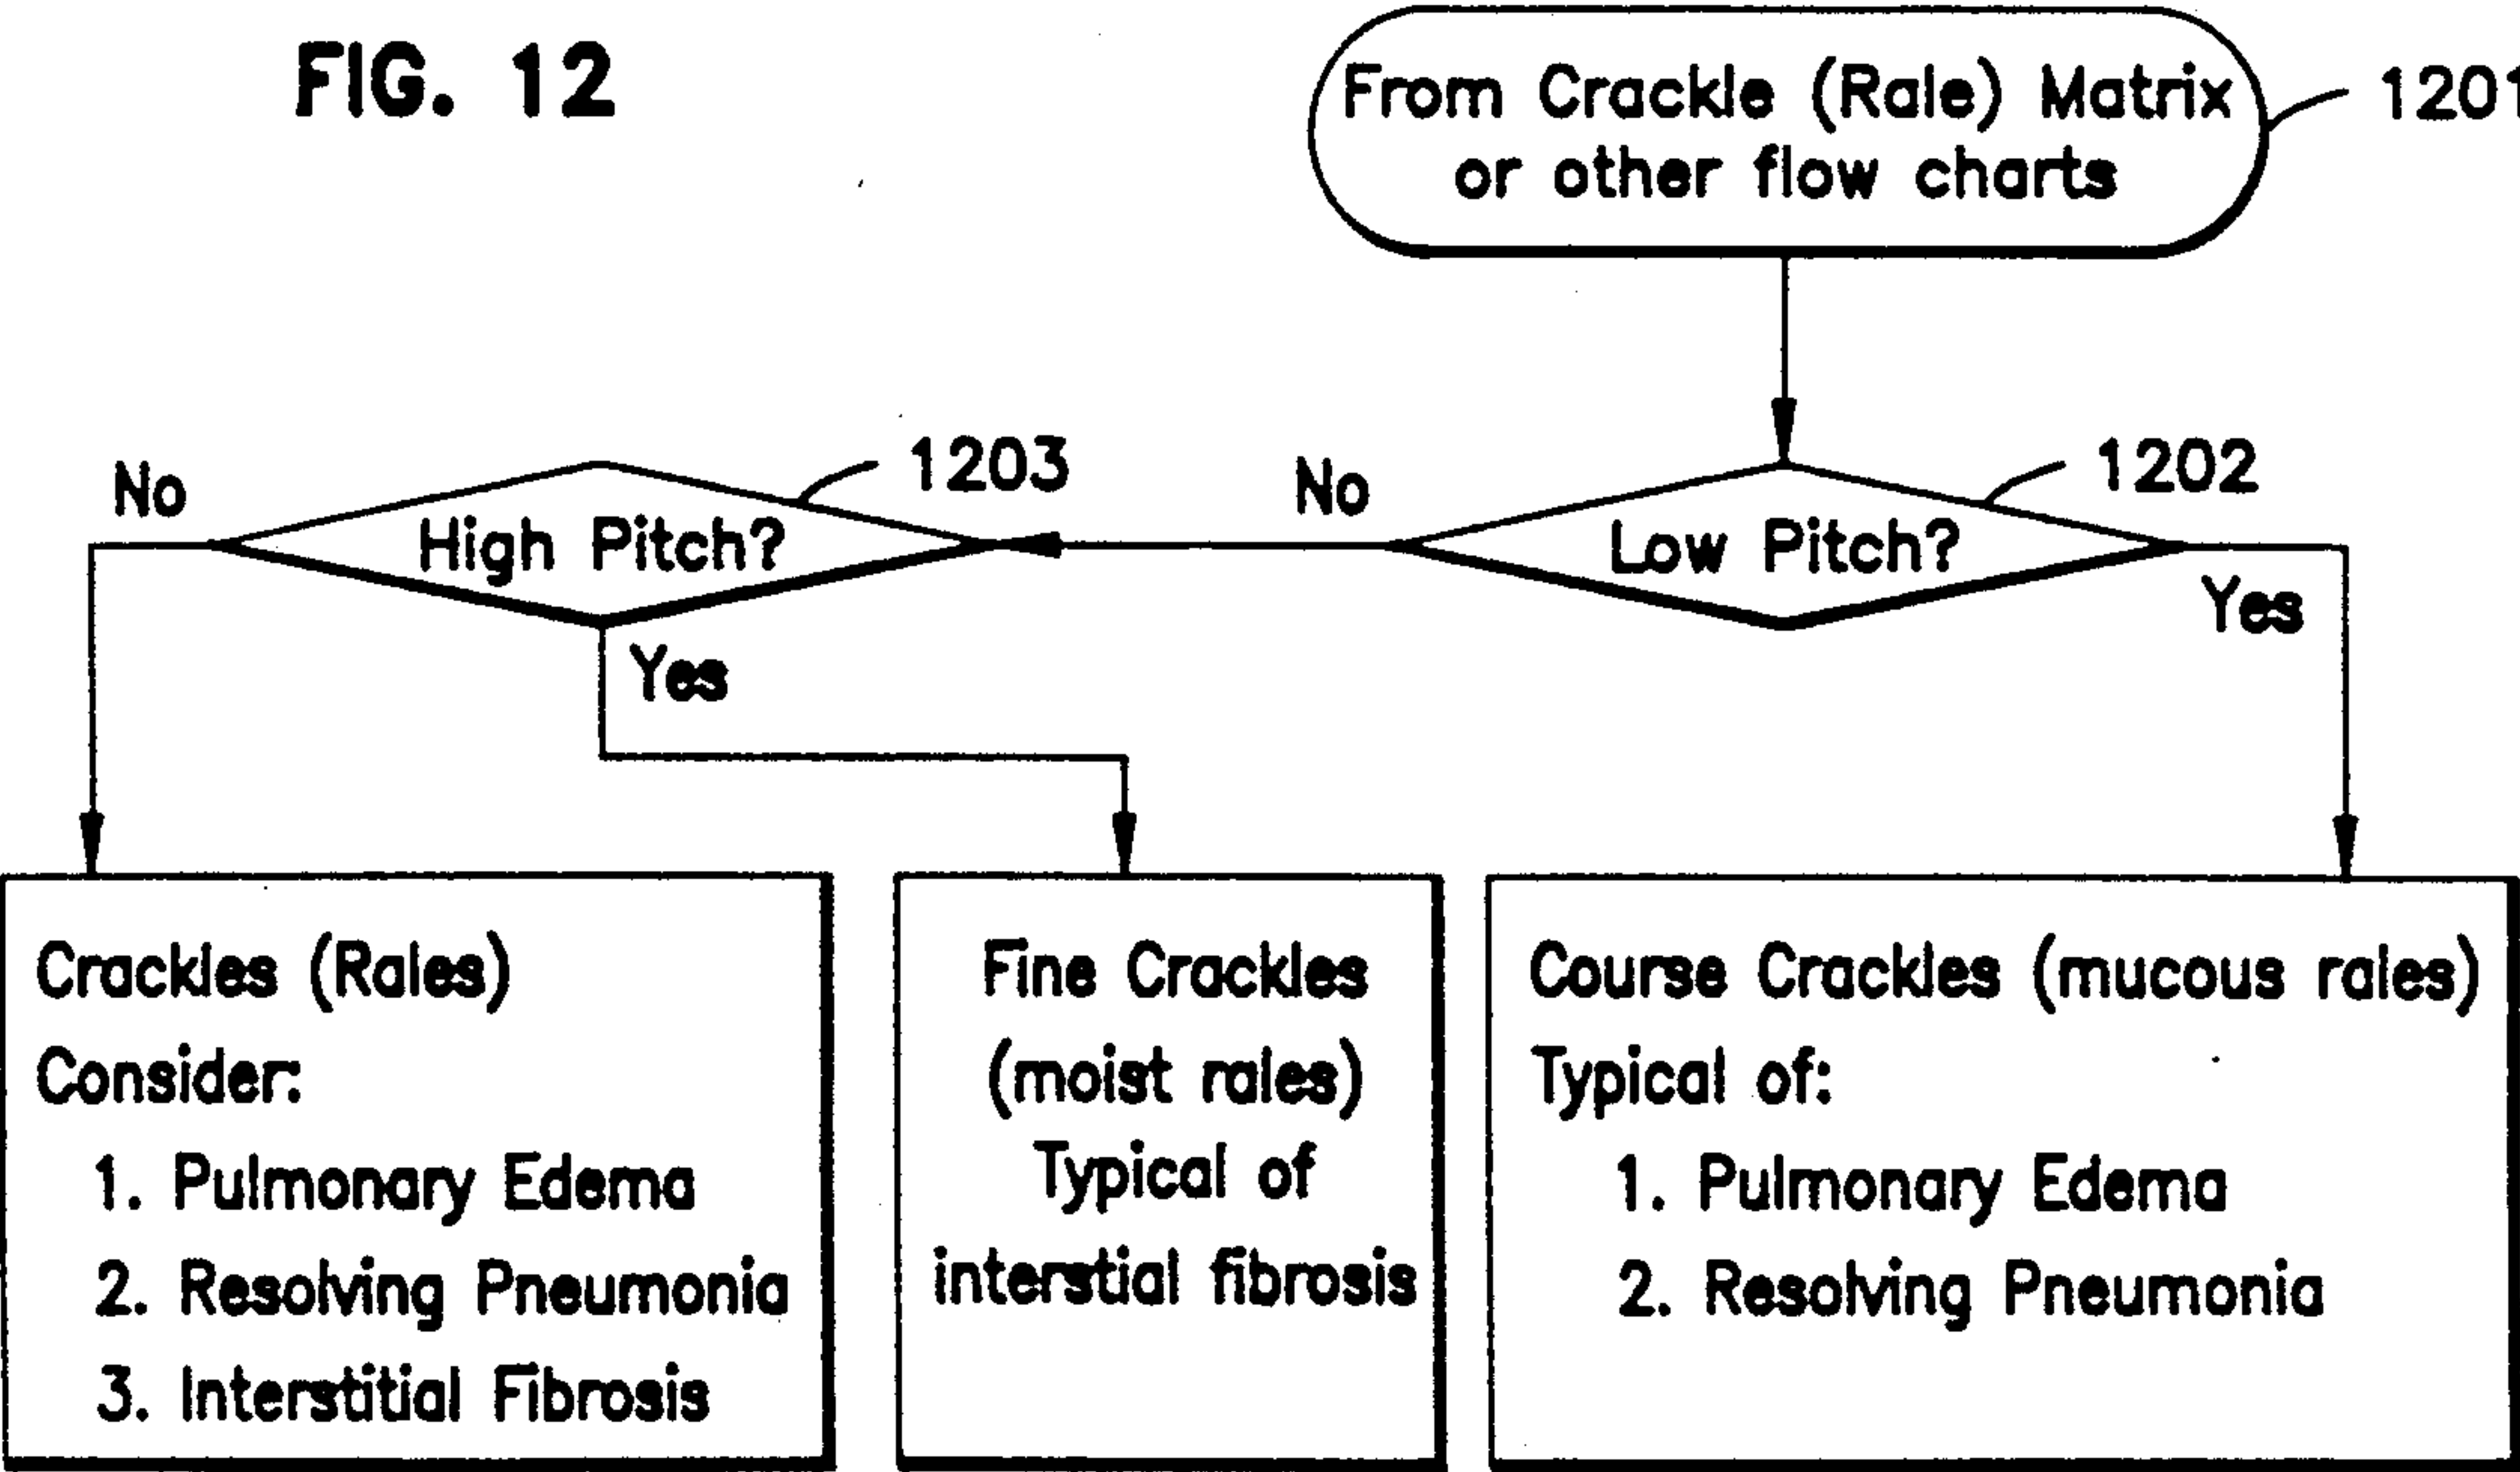 FIG. 12
From Crackle (Rale) Matrix
or other flow charts
1201
Low Pitch?
1202
No
Yes
High Pitch?
1203
No
Yes
Crackles (Rales)
Consider:
1. Pulmonary Edema
2. Resolving Pneumonia
3. Interstitial Fibrosis
Fine Crackles
(moist rales)
Typical of
interstial fibrosis
Course Crackles (mucous rales)
Typical of:
1. Pulmonary Edema
2. Resolving Pneumonia